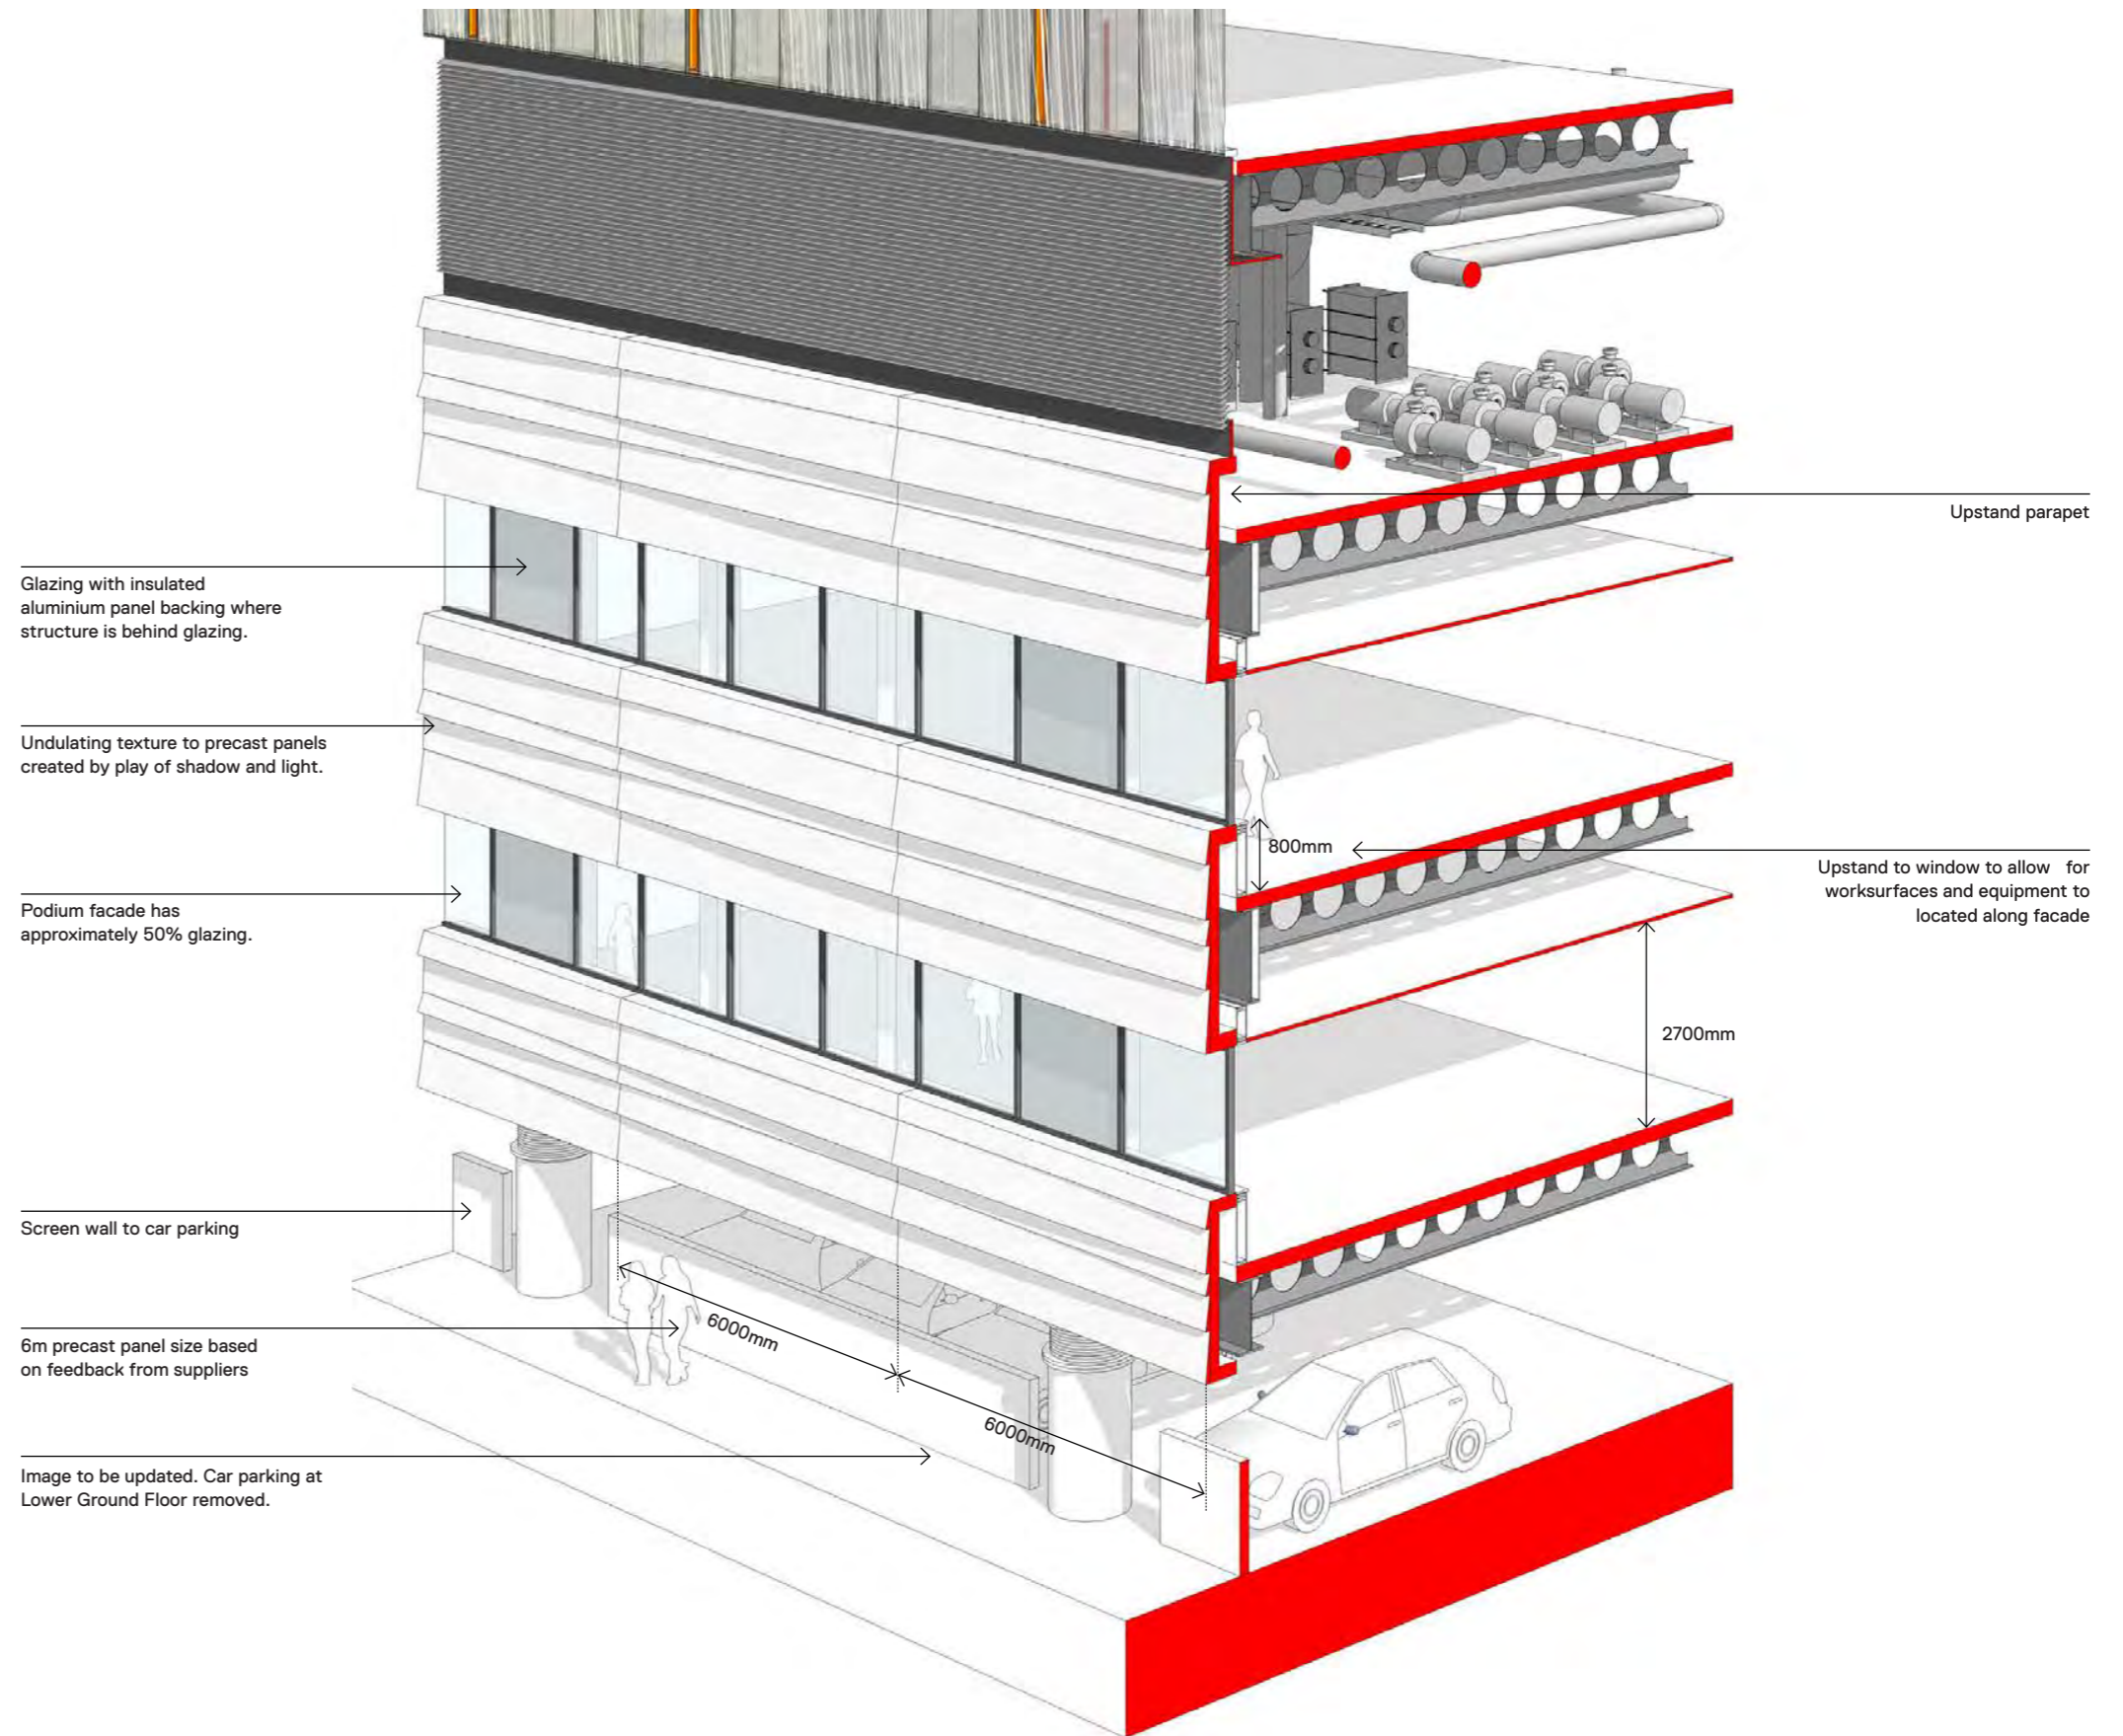 Upstand parapet
Glazing with insulated
aluminium panel backing where
structure is behind glazing.
Undulating texture to precast panels
created by play of shadow and light.
800mm
Upstand to window to allow for
worksurfaces and equipment to
located along facade
Podium facade has
approximately 50% glazing.
2700mm
Screen wall to car parking
6000mm
6m precast panel size based
on feedback from suppliers
6000mm
Image to be updated. Car parking at
Lower Ground Floor removed.